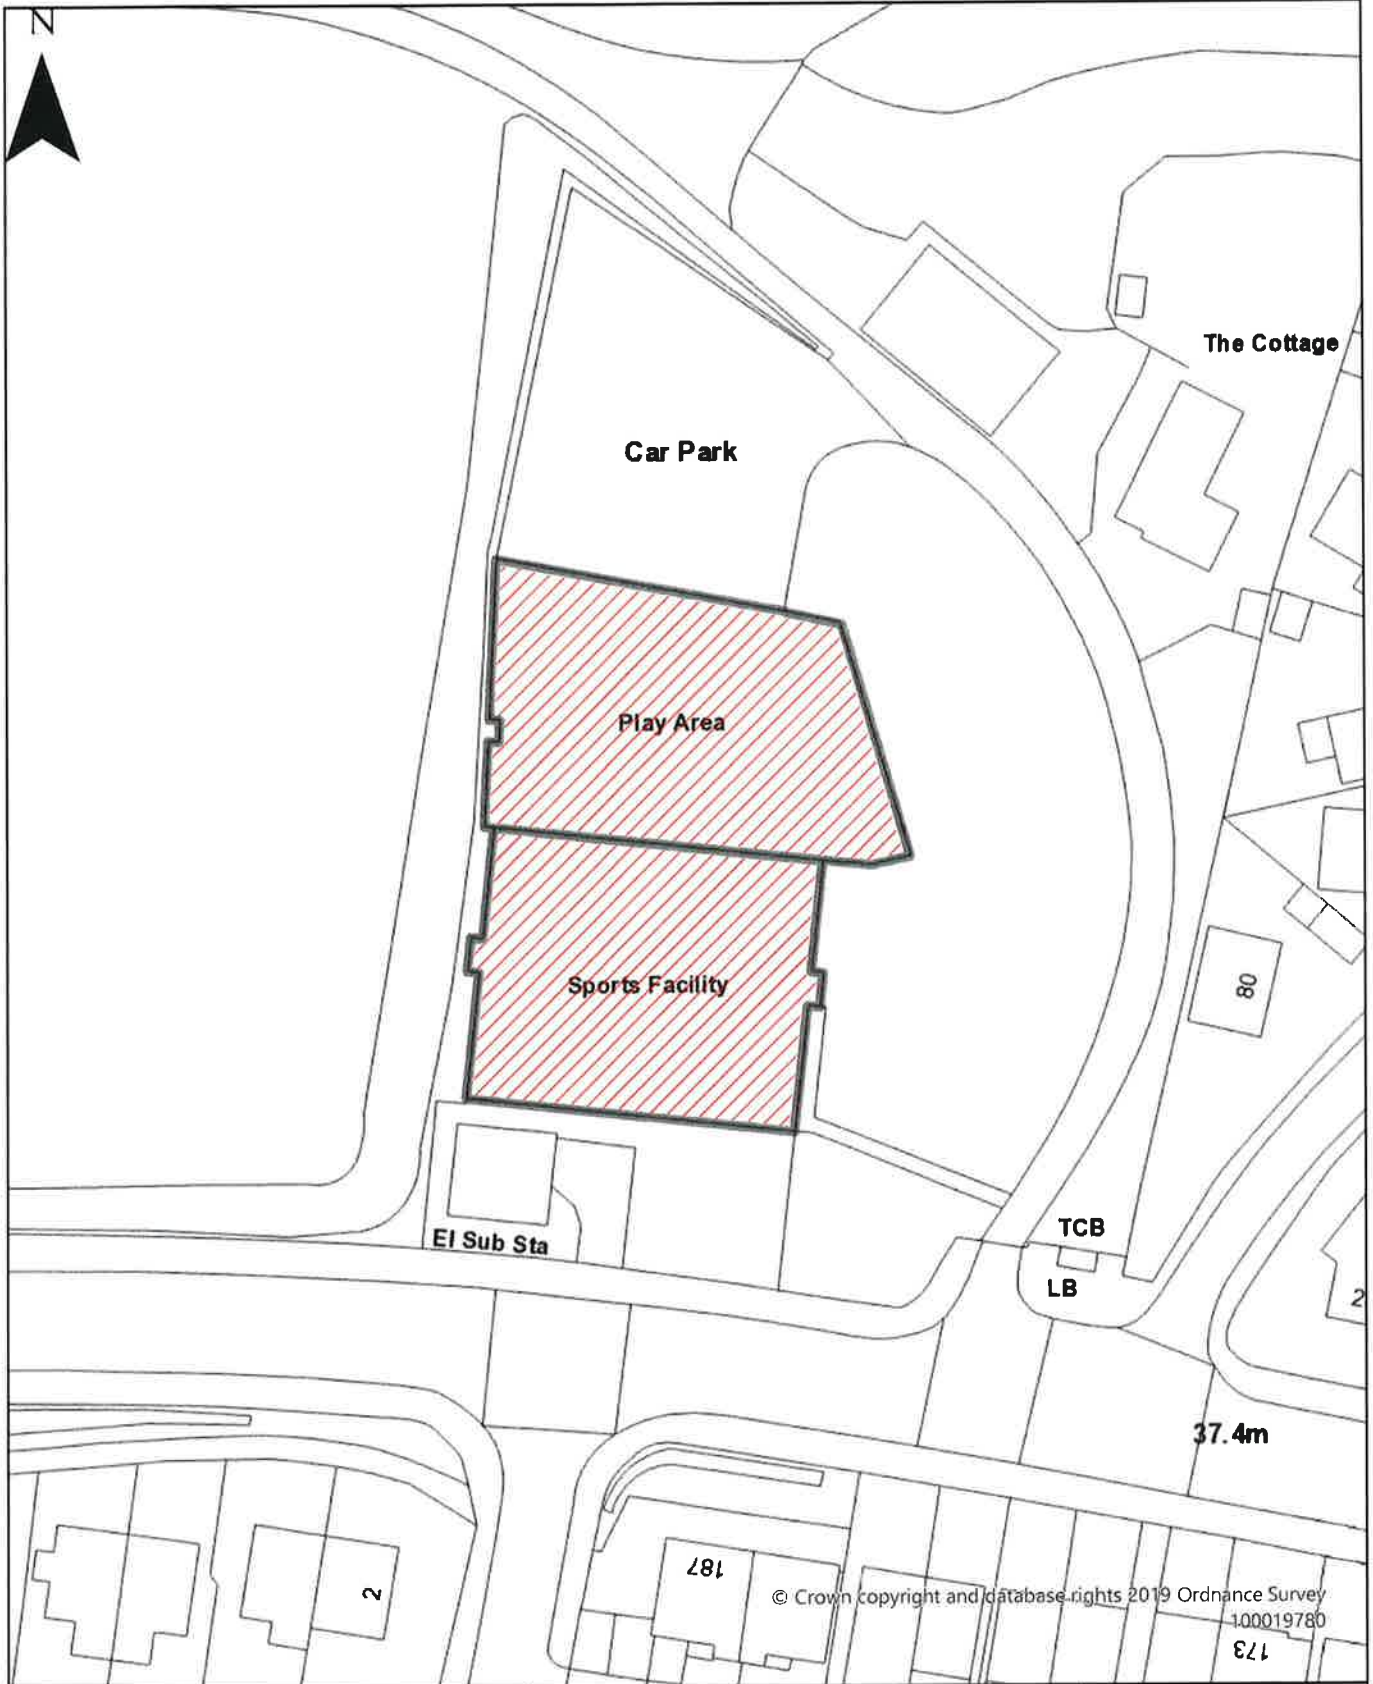 N
The Cottage
Car Park
Play Area
Sports Facility
80
TCB
El Sub Sta
LB
2
37.4m
187
2
© Crown copyright and database rights 2019 Ordnance Survey
100019780
173